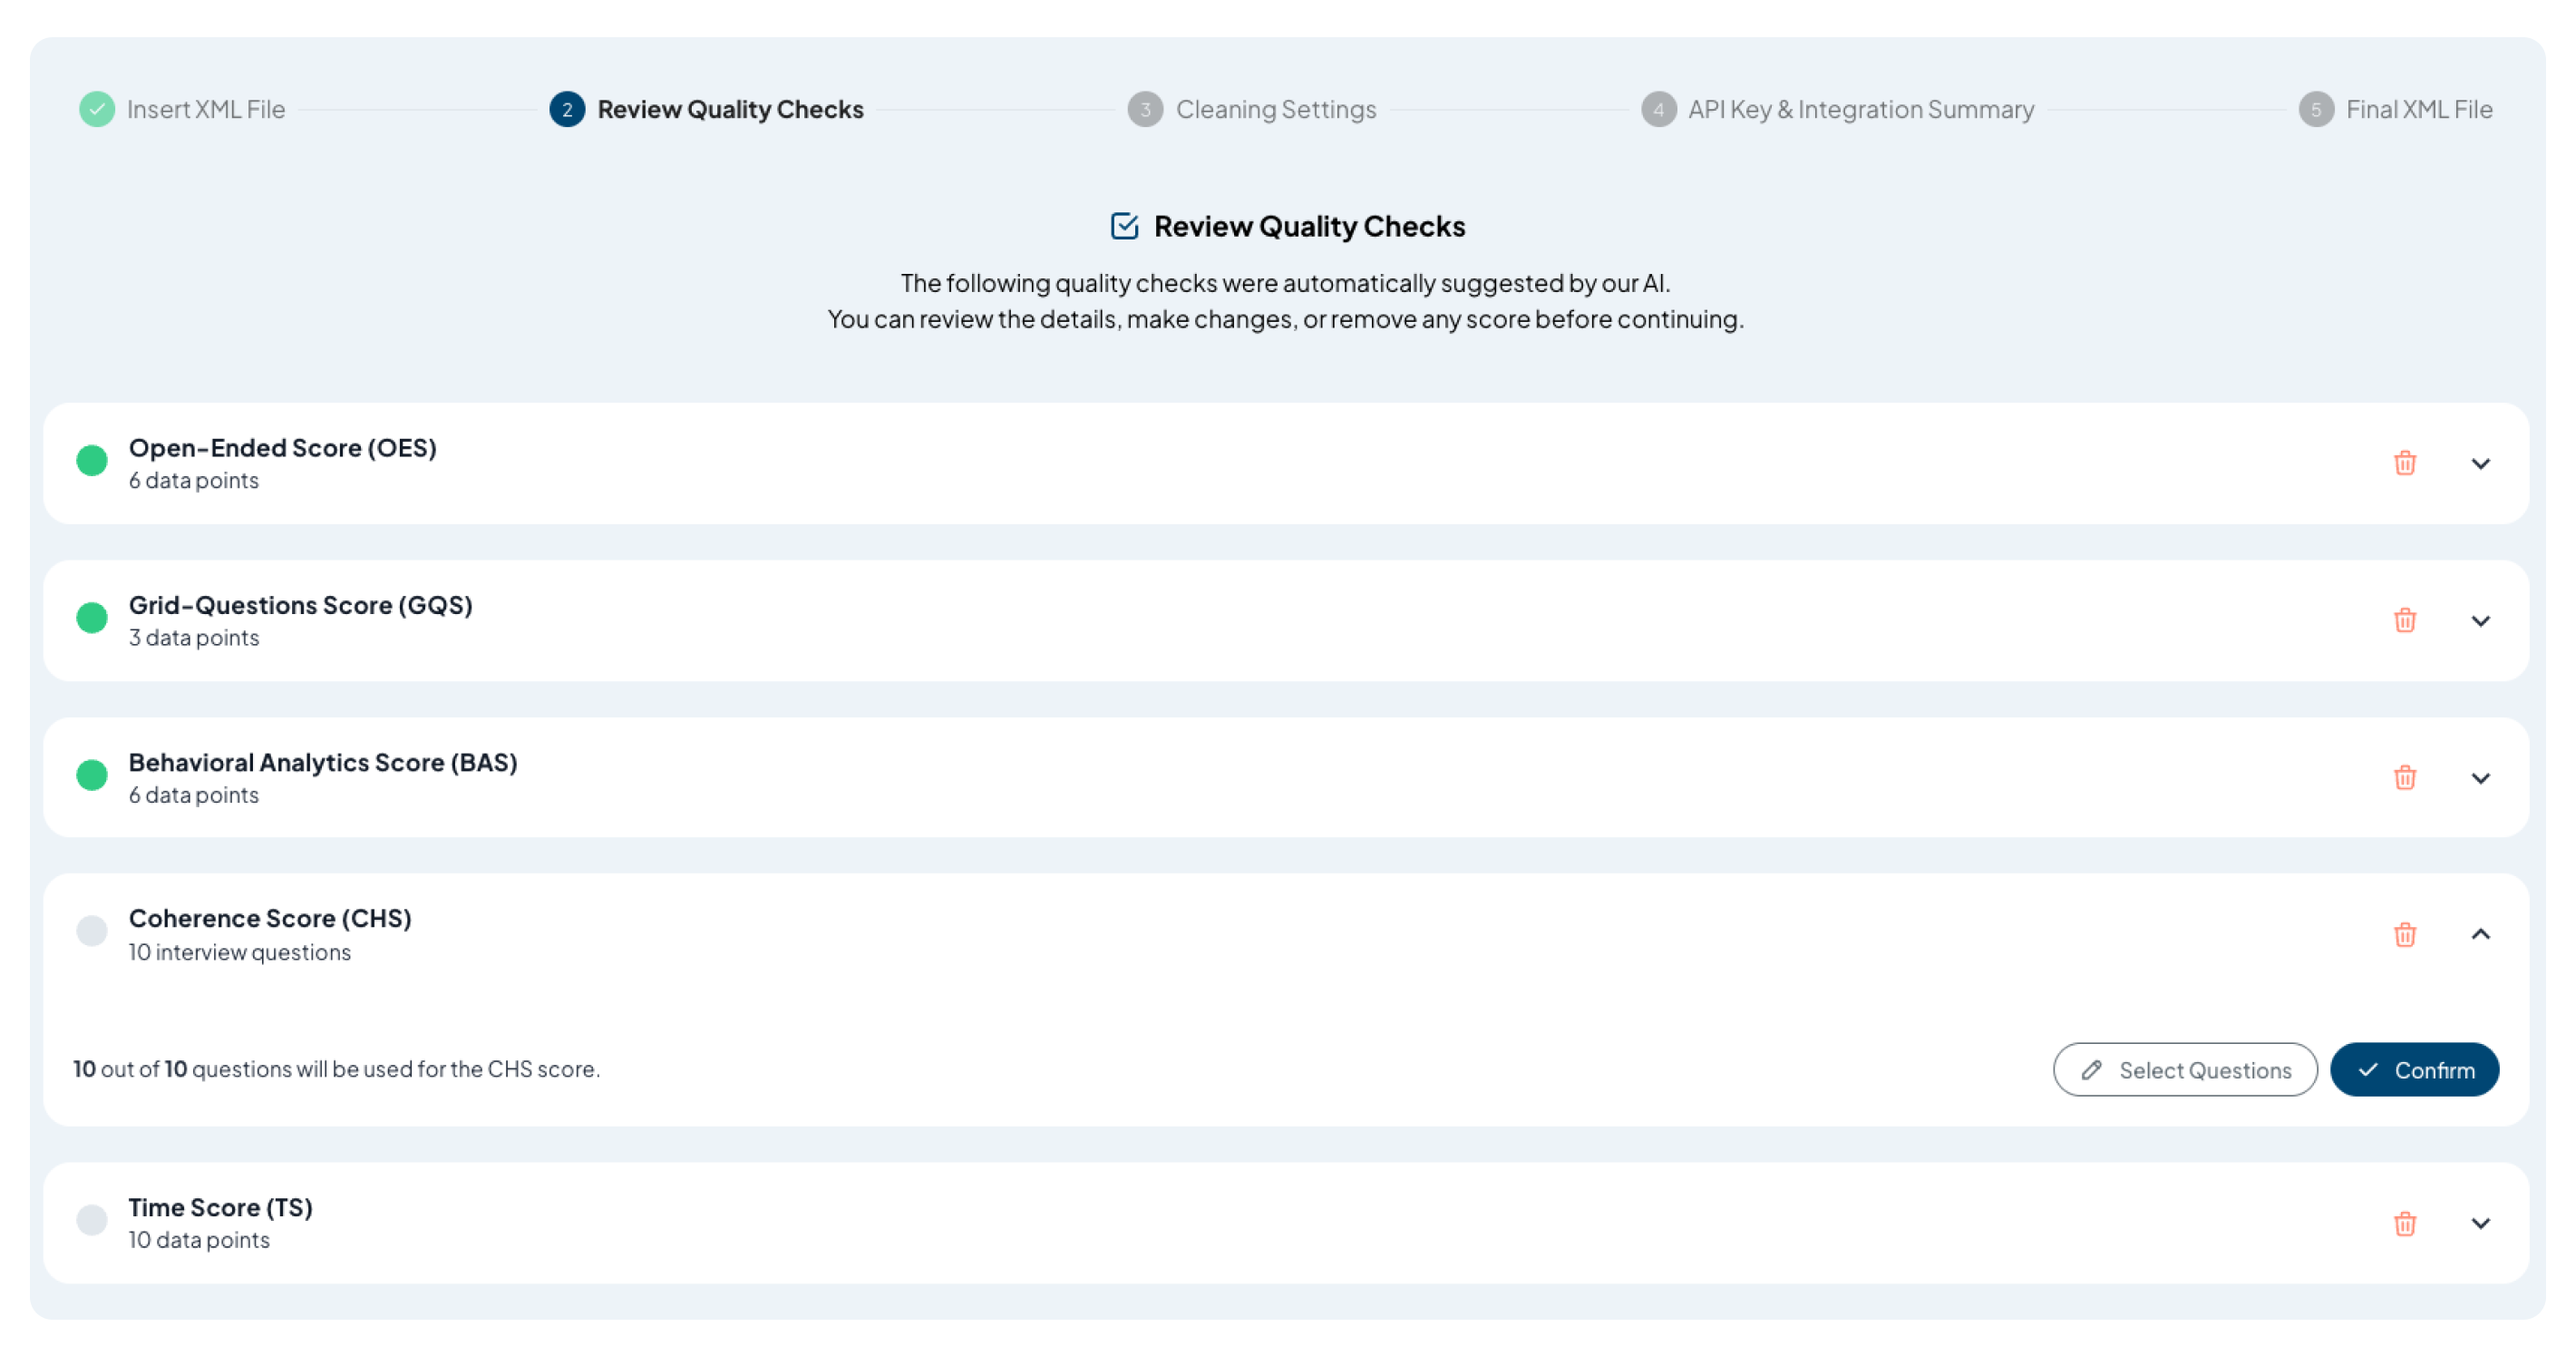 Insert XML File
2 Review Quality Checks
3 Cleaning Settings
4 API Key & Integration Summary
5 Final XML File
Review Quality Checks
The following quality checks were automatically suggested by our AI.
You can review the details, make changes, or remove any score before continuing.
Open-Ended Score (OES)
6 data points
Grid-Questions Score (GQS)
3 data points
Behavioral Analytics Score (BAS)
6 data points
Coherence Score (CHS)
10 interview questions
10 out of 10 questions will be used for the CHS score.
Select Questions
Confirm
Time Score (TS)
10 data points